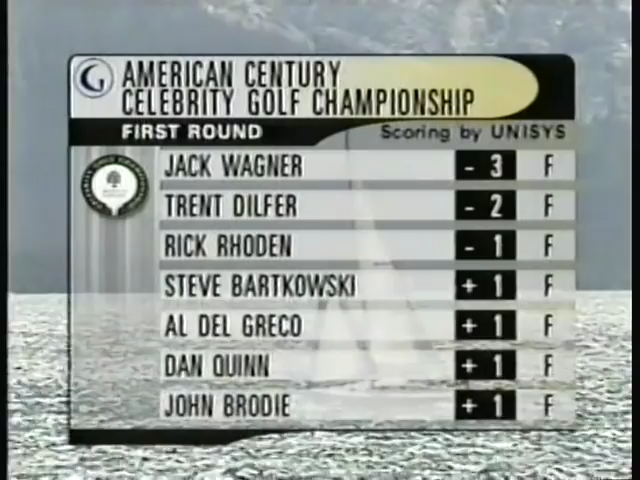 AMERICAN CENTURY
CELEBRITY GOLF CHAMPIONSHIP
FIRST ROUND Scoring by UNISYS
JACK WAGNER - 3 F
TRENT DILFER - 2 F
RICK RHODEN - 1 F
STEVE BARTKOWSKI + 1 F
AL DEL GRECO + 1 F
DAN QUINN + 1 F
JOHN BRODIE + 1 F